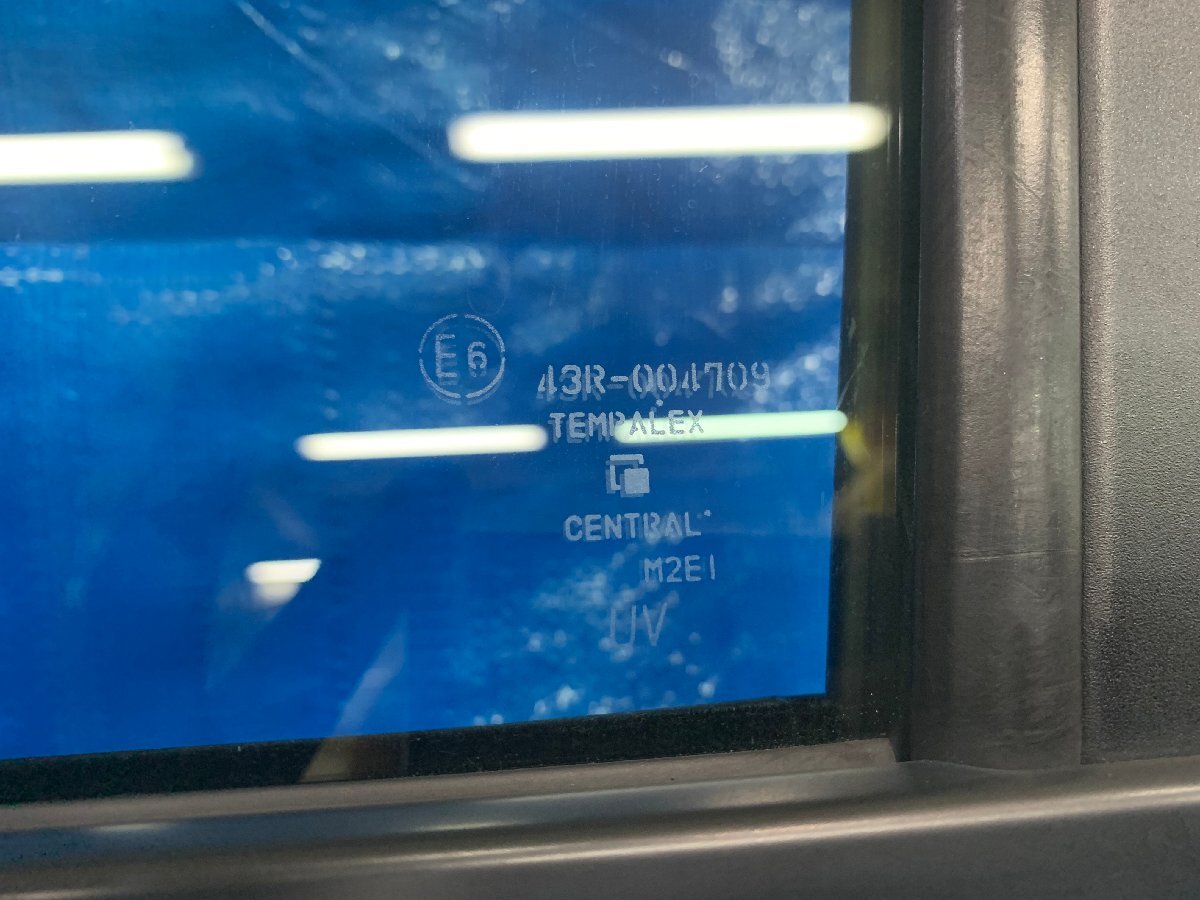 E6
43R-004709
TEMPALEX
CENTRAL
M2E1
UV